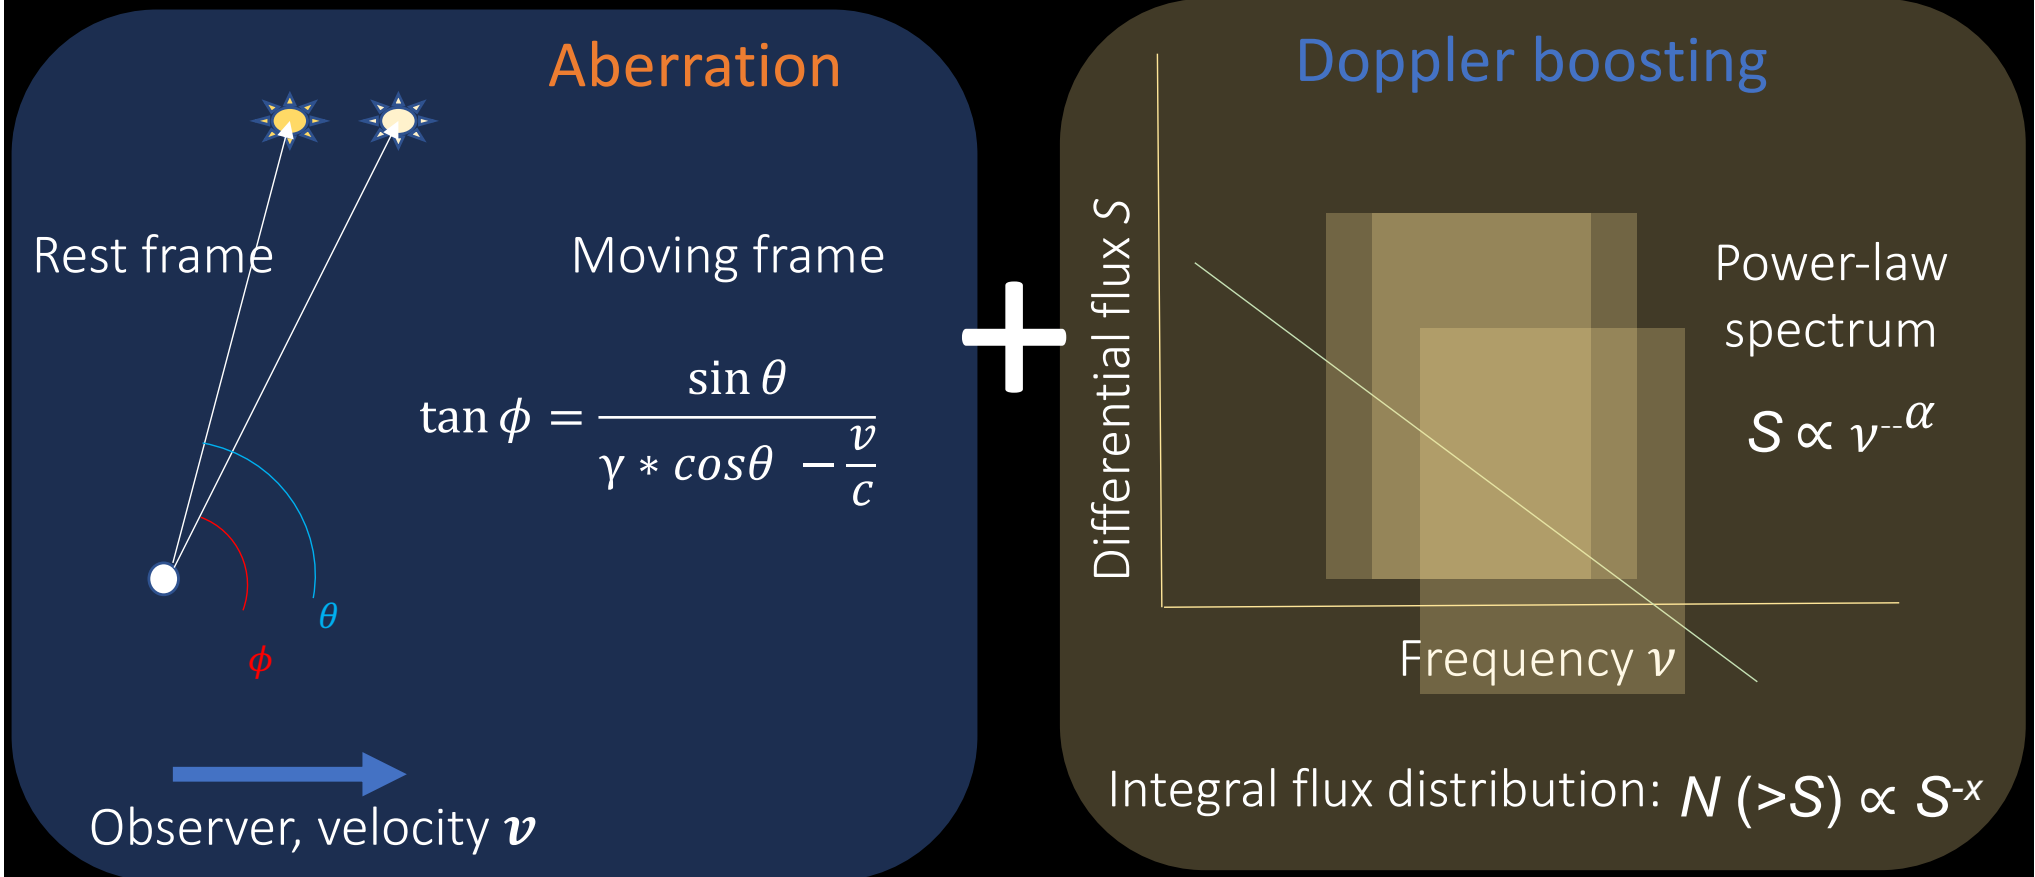 Aberration
Rest frame
Moving frame
tan ϕ = sin θ / (γ * cosθ − v/c)
θ
ϕ
Observer, velocity v
+
Doppler boosting
Differential flux S
Power-law
spectrum
S ∝ ν--α
Frequency ν
Integral flux distribution: N (>S) ∝ S-x